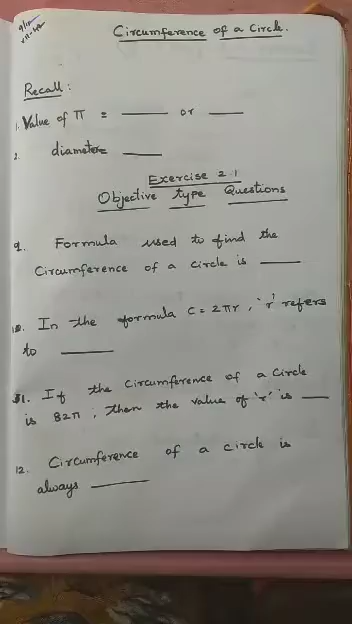 Circumference of a Circle.
Recall:
1. Value of π = ____ or ____
2. diameter= ____
Exercise 2.1
Objective type Questions
9. Formula used to find the
Circumference of a circle is ____
10. In the formula C = 2πr, 'r' refers
to ____
11. If the Circumference of a Circle
is 82π, then the value of 'r' is ____
12. Circumference of a circle is
always ____